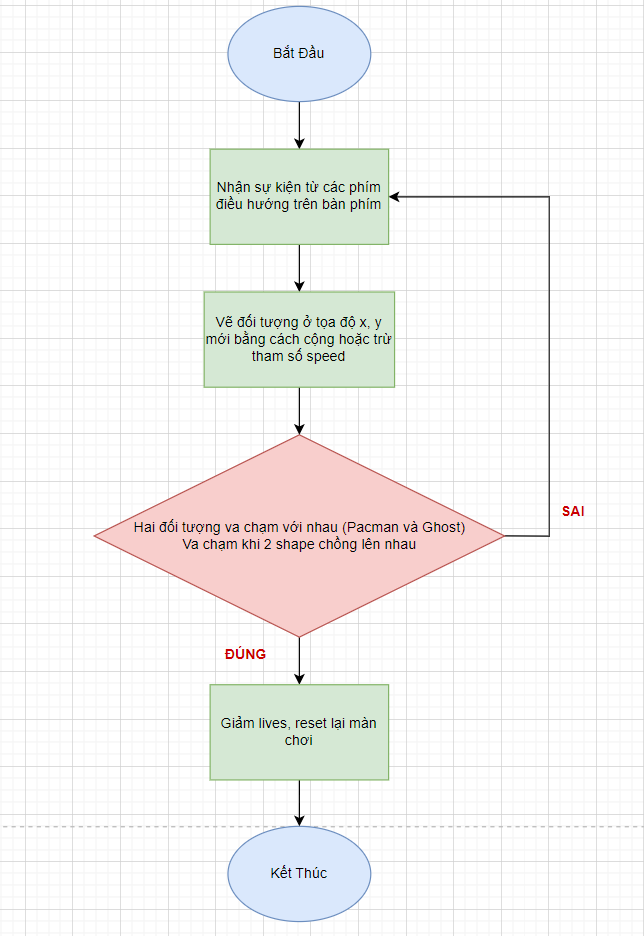 Bắt Đầu
Nhận sự kiện từ các phím
điều hướng trên bàn phím
Vẽ đối tượng ở tọa độ x, y
mới bằng cách cộng hoặc trừ
tham số speed
Hai đối tượng va chạm với nhau (Pacman và Ghost)
Va chạm khi 2 shape chồng lên nhau
SAI
ĐÚNG
Giảm lives, reset lại màn
chơi
Kết Thúc